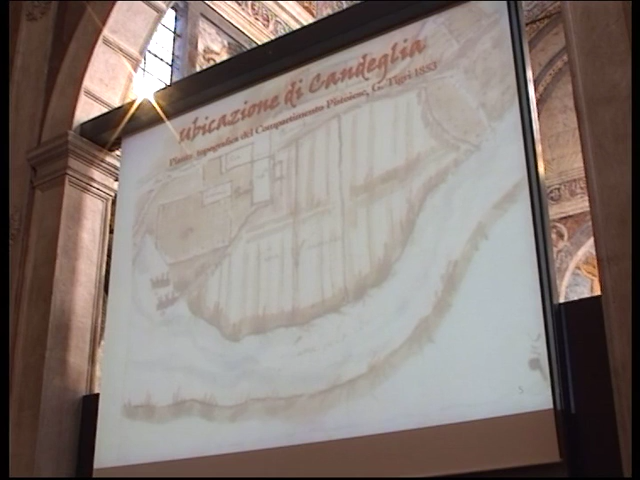 ubicazione di Candeglia
Pianta topografica del Compartimento Pistoiese, G. Tigri 1853